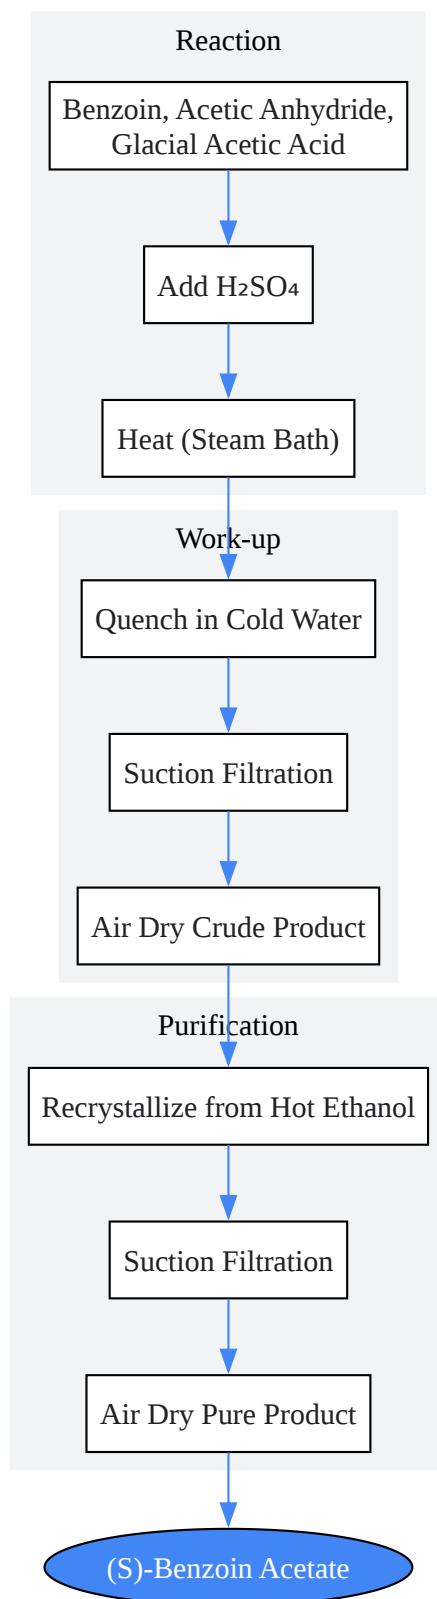 Reaction
Benzoin, Acetic Anhydride,
Glacial Acetic Acid
Add H₂SO₄
Heat (Steam Bath)
Work-up
Quench in Cold Water
Suction Filtration
Air Dry Crude Product
Purification
Recrystallize from Hot Ethanol
Suction Filtration
Air Dry Pure Product
(S)-Benzoin Acetate